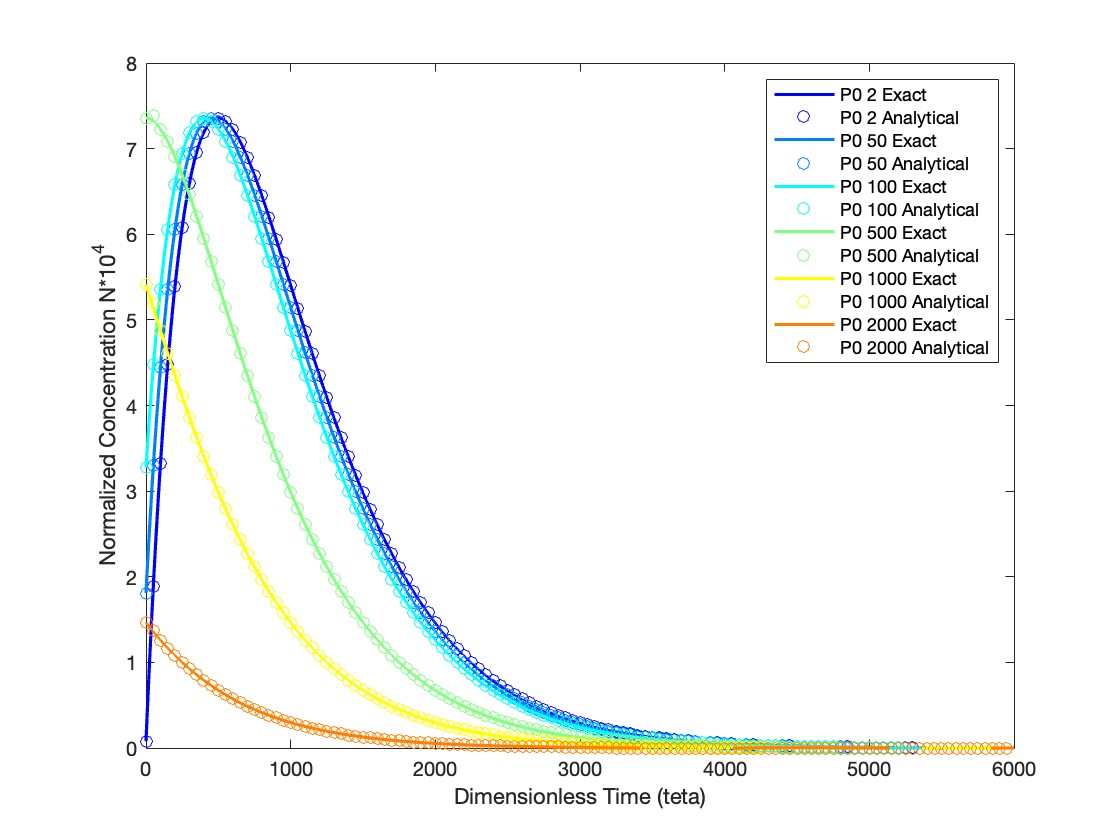 8
7
6
5
4
3
2
1
0
Normalized Concentration N*10^4
0 1000 2000 3000 4000 5000 6000
Dimensionless Time (teta)
P0 2 Exact
P0 2 Analytical
P0 50 Exact
P0 50 Analytical
P0 100 Exact
P0 100 Analytical
P0 500 Exact
P0 500 Analytical
P0 1000 Exact
P0 1000 Analytical
P0 2000 Exact
P0 2000 Analytical